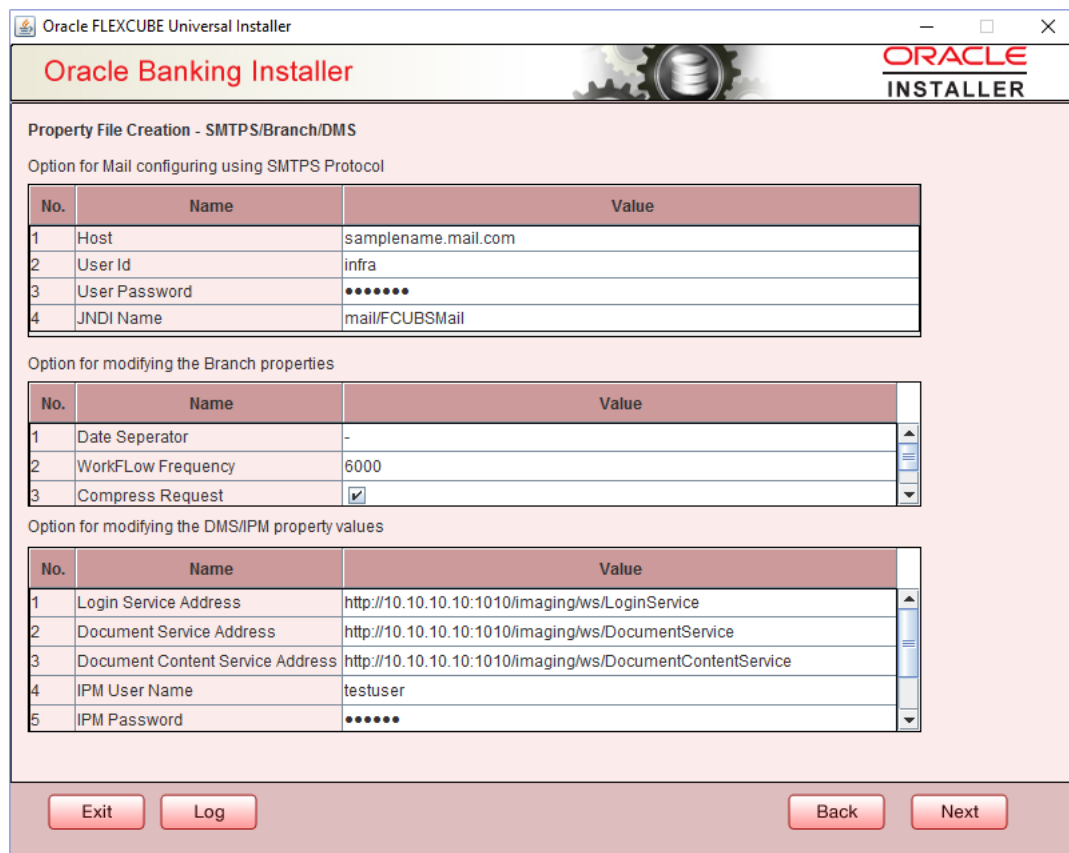 Oracle FLEXCUBE Universal Installer
Oracle Banking Installer
ORACLE
INSTALLER
Property File Creation - SMTPS/Branch/DMS
Option for Mail configuring using SMTPS Protocol
No. Name Value
1 Host samplename.mail.com
2 User Id infra
3 User Password •••••••
4 JNDI Name mail/FCUBSMail
Option for modifying the Branch properties
No. Name Value
1 Date Seperator -
2 WorkFLow Frequency 6000
3 Compress Request
Option for modifying the DMS/IPM property values
No. Name Value
1 Login Service Address http://10.10.10.10:1010/imaging/ws/LoginService
2 Document Service Address http://10.10.10.10:1010/imaging/ws/DocumentService
3 Document Content Service Address http://10.10.10.10:1010/imaging/ws/DocumentContentService
4 IPM User Name testuser
5 IPM Password ••••••
Exit Log Back Next